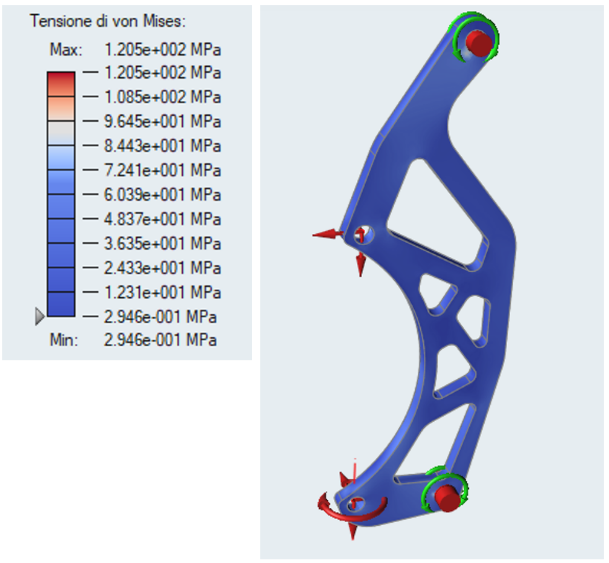 Tensione di von Mises:
Max: 1.205e+002 MPa
1.205e+002 MPa
1.085e+002 MPa
9.645e+001 MPa
8.443e+001 MPa
7.241e+001 MPa
6.039e+001 MPa
4.837e+001 MPa
3.635e+001 MPa
2.433e+001 MPa
1.231e+001 MPa
2.946e-001 MPa
Min: 2.946e-001 MPa